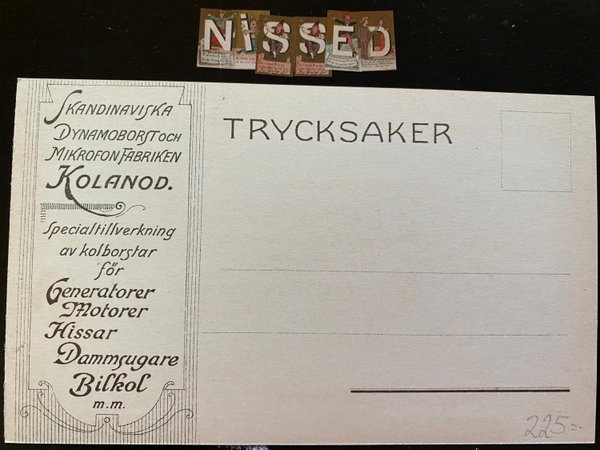 NiSSED
SKANDINAVISKA
DYNAMOBORST OCH
MIKROFONFABRIKEN
KOLANOD.
Specialtillverkning
av kolborstar
för
Generatorer
Motorer
Hissar
Dammsugare
Bilkol
m.m.
TRYCKSAKER
225:-